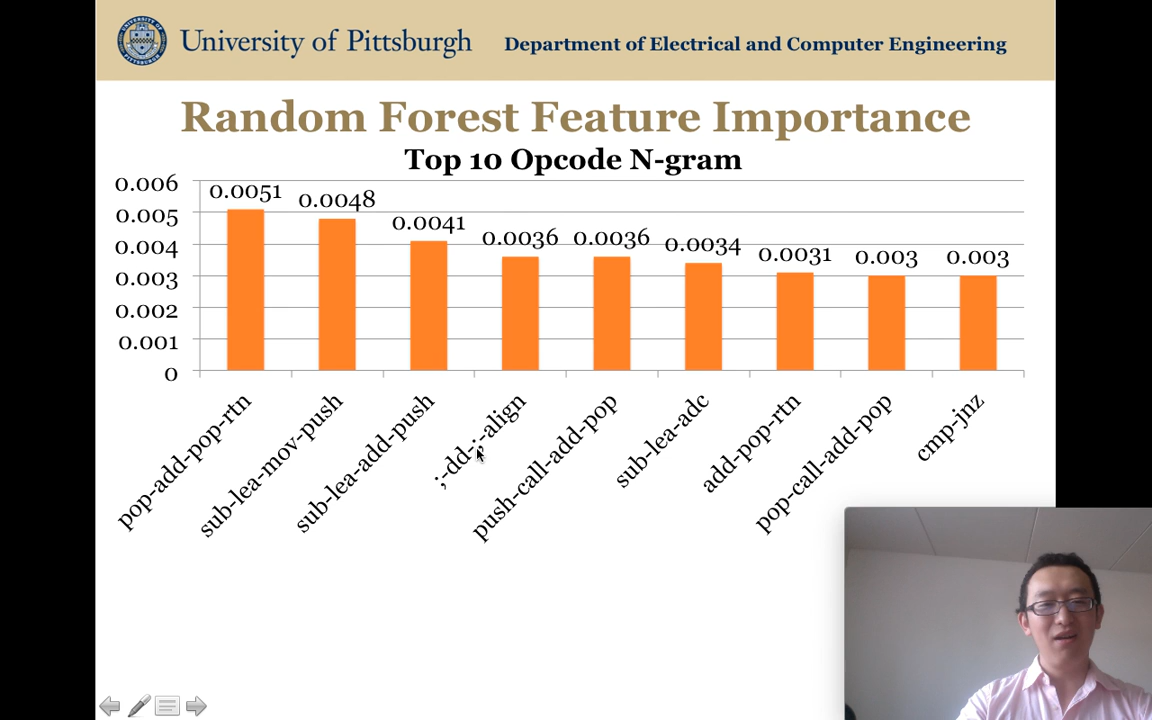 University of Pittsburgh
Department of Electrical and Computer Engineering
Random Forest Feature Importance
Top 10 Opcode N-gram
0.006
0.005
0.004
0.003
0.002
0.001
0
0.0051
0.0048
0.0041
0.0036
0.0036
0.0034
0.0031
0.003
0.003
pop-add-pop-rtn
sub-lea-mov-push
sub-lea-add-push
;-dd-;-align
push-call-add-pop
sub-lea-adc
add-pop-rtn
pop-call-add-pop
cmp-jnz